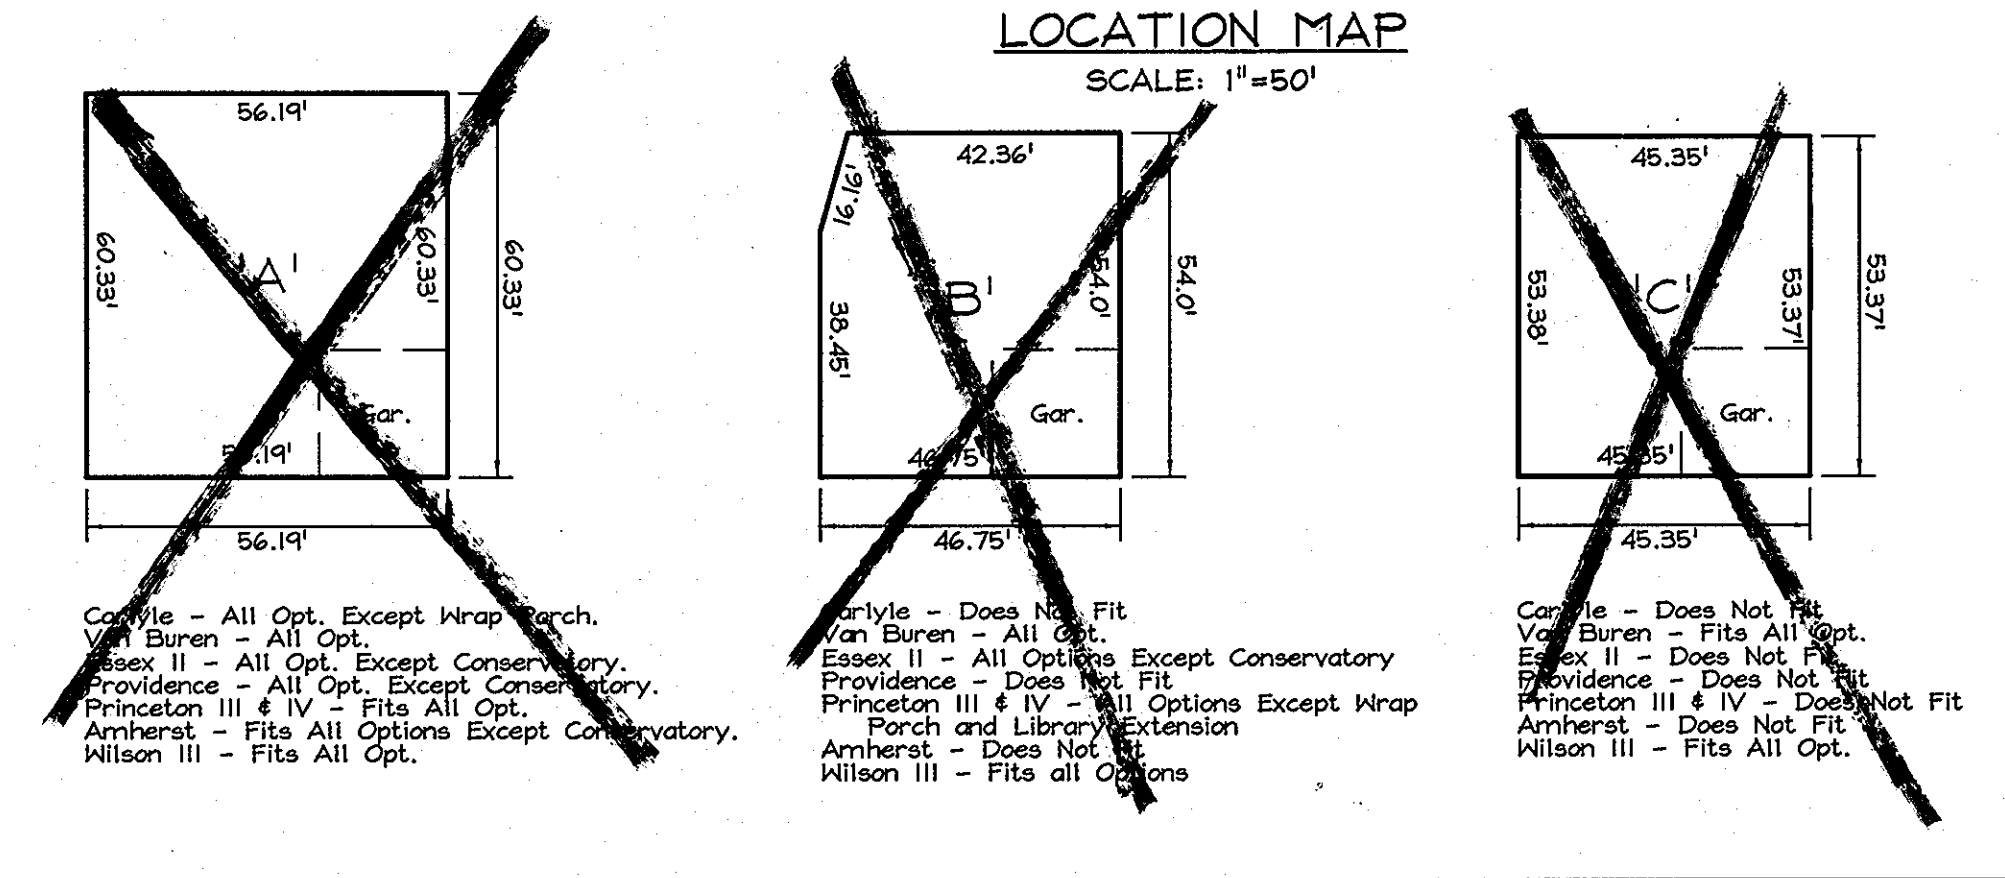 LOCATION MAP
SCALE: 1"=50'
56.19'
60.33'
'A'
60.33'
60.33'
Gar.
56.19'
Carlyle - All Opt. Except Wrap Porch.
Van Buren - All Opt.
Essex II - All Opt. Except Conservatory.
Providence - All Opt. Except Conservatory.
Princeton III & IV - Fits All Opt.
Amherst - Fits All Options Except Conservatory.
Wilson III - Fits All Opt.
42.36'
16.91'
38.45'
B'
54.0'
54.0'
Gar.
46.75'
46.75'
Carlyle - Does Not Fit
Van Buren - All Opt.
Essex II - All Options Except Conservatory
Providence - Does Not Fit
Princeton III & IV - All Options Except Wrap
Porch and Library Extension
Amherst - Does Not Fit
Wilson III - Fits all Options
45.35'
53.38'
'C'
53.37'
53.37'
Gar.
45.35'
45.35'
Carlyle - Does Not Fit
Van Buren - Fits All Opt.
Essex II - Does Not Fit
Providence - Does Not Fit
Princeton III & IV - Does Not Fit
Amherst - Does Not Fit
Wilson III - Fits All Opt.